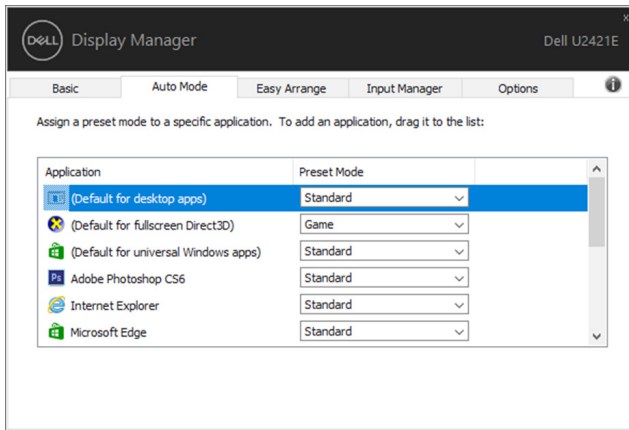 x
DELL Display Manager
Dell U2421E
Basic Auto Mode Easy Arrange Input Manager Options i
Assign a preset mode to a specific application. To add an application, drag it to the list:
Application Preset Mode
(Default for desktop apps) Standard
(Default for fullscreen Direct3D) Game
(Default for universal Windows apps) Standard
Ps Adobe Photoshop CS6 Standard
Internet Explorer Standard
Microsoft Edge Standard